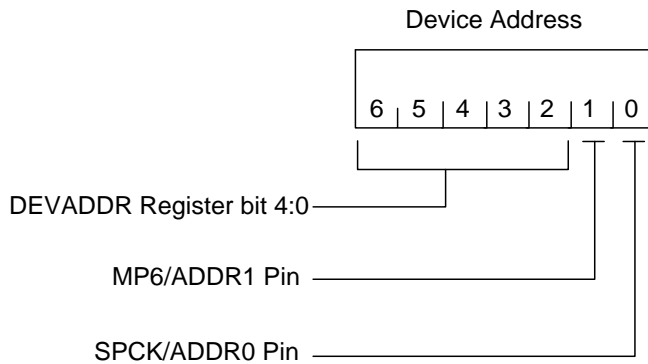 Device Address
6 5 4 3 2 1 0
DEVADDR Register bit 4:0
MP6/ADDR1 Pin
SPCK/ADDR0 Pin